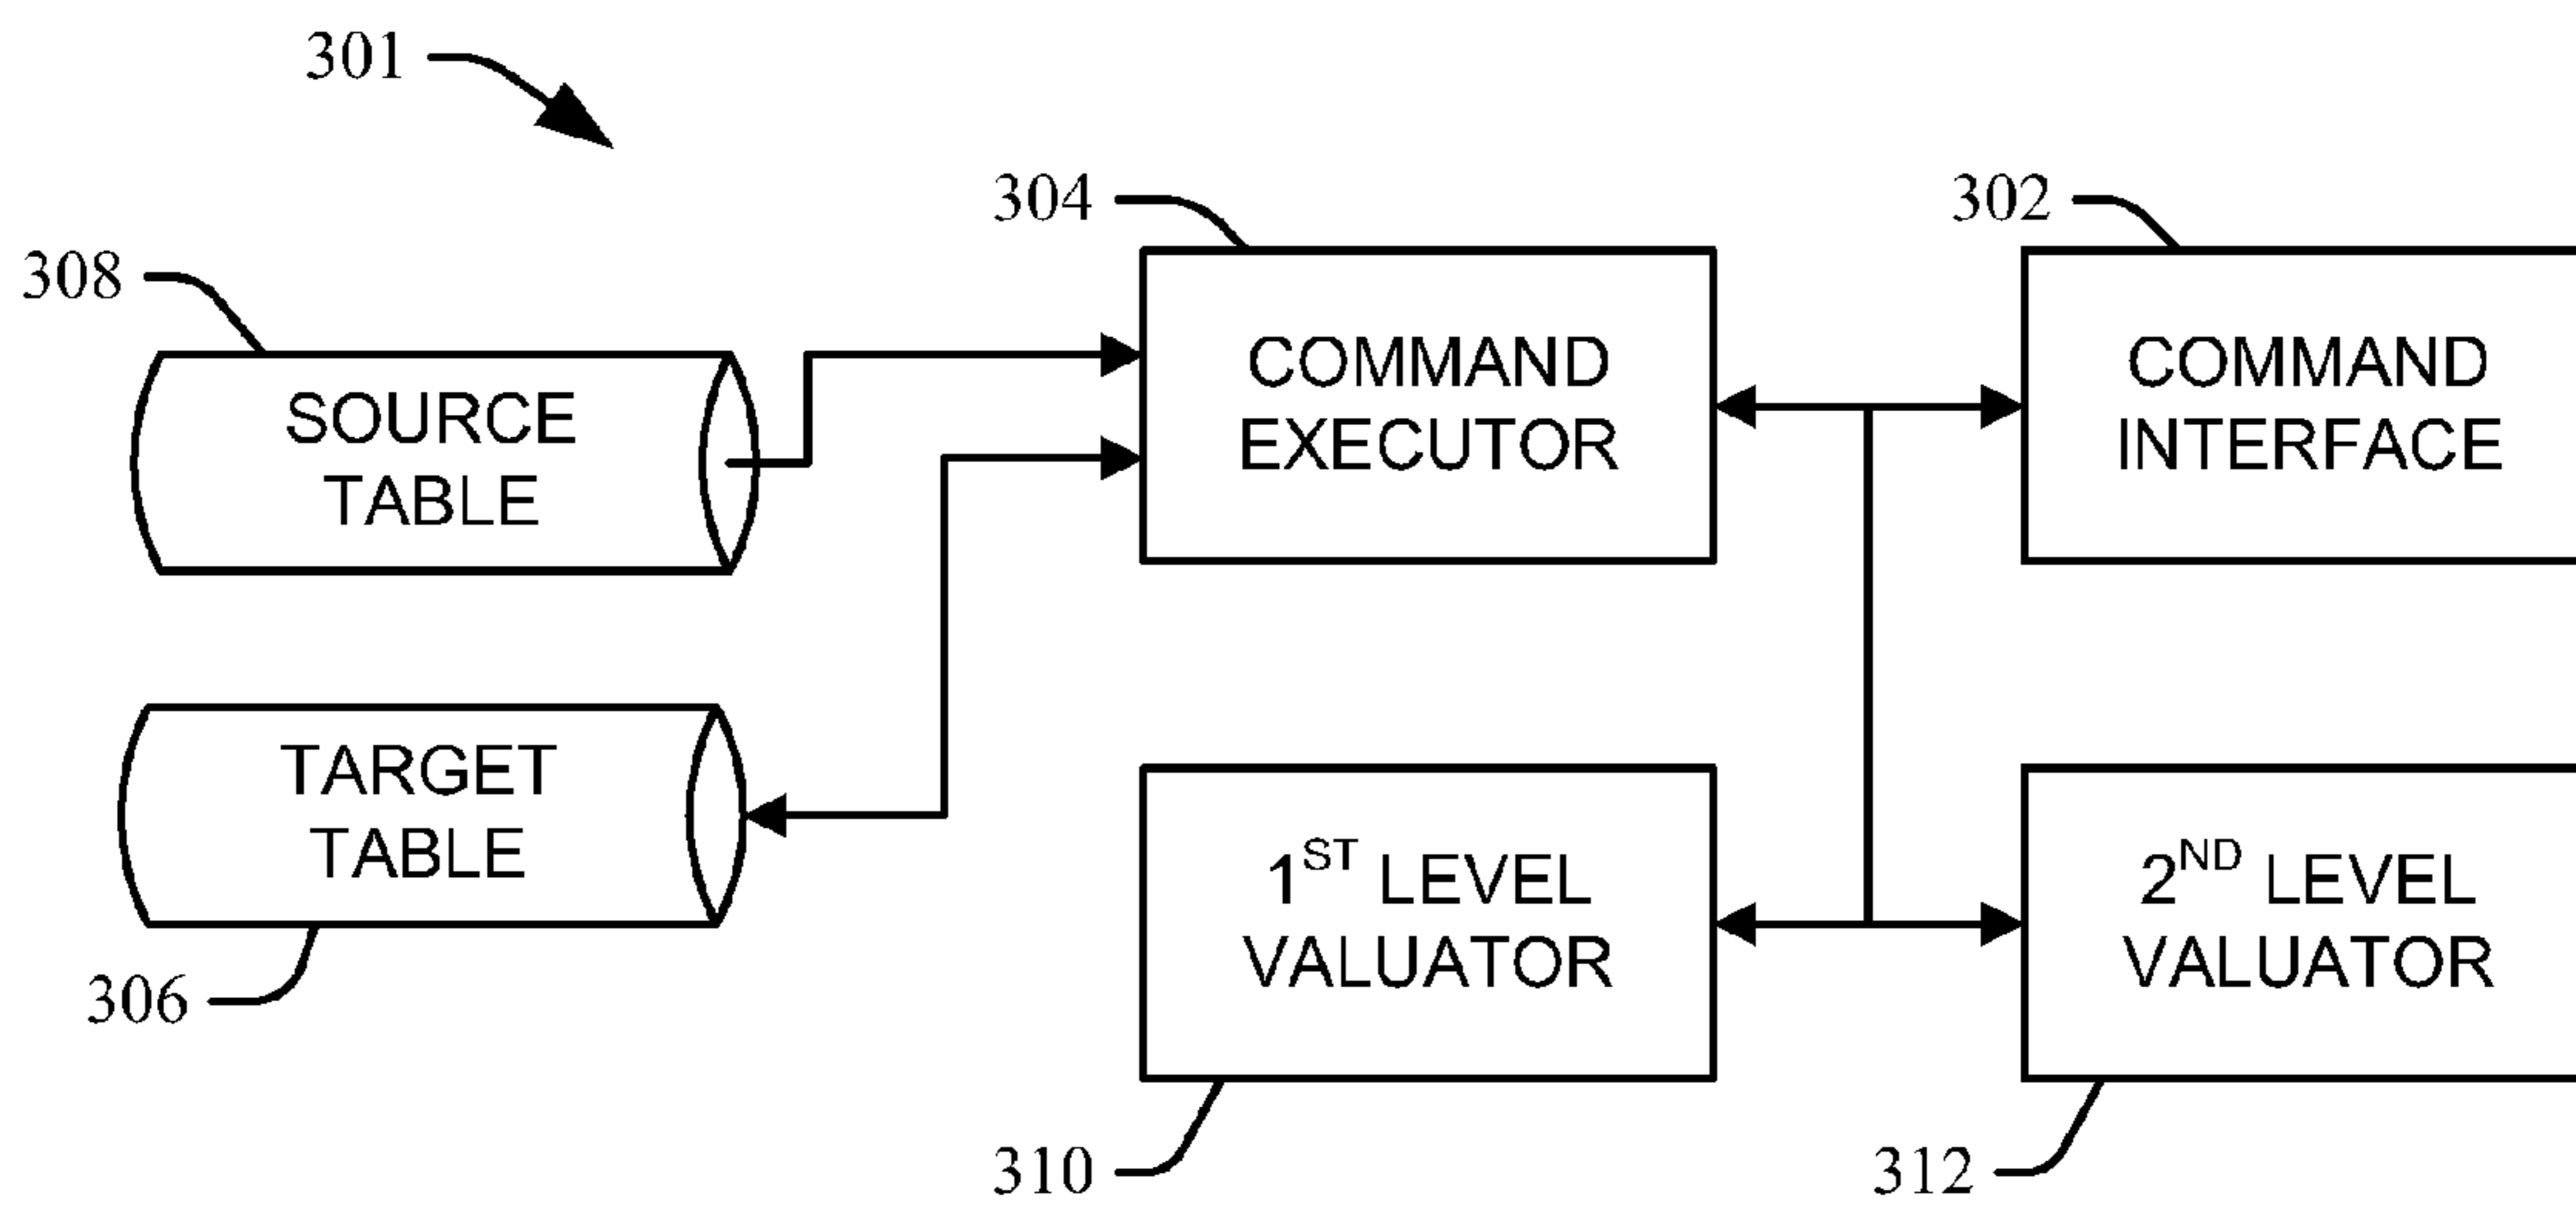 301
304
302
308
COMMAND
EXECUTOR
COMMAND
INTERFACE
SOURCE
TABLE
TARGET
TABLE
1ST LEVEL
VALUATOR
2ND LEVEL
VALUATOR
306
310
312